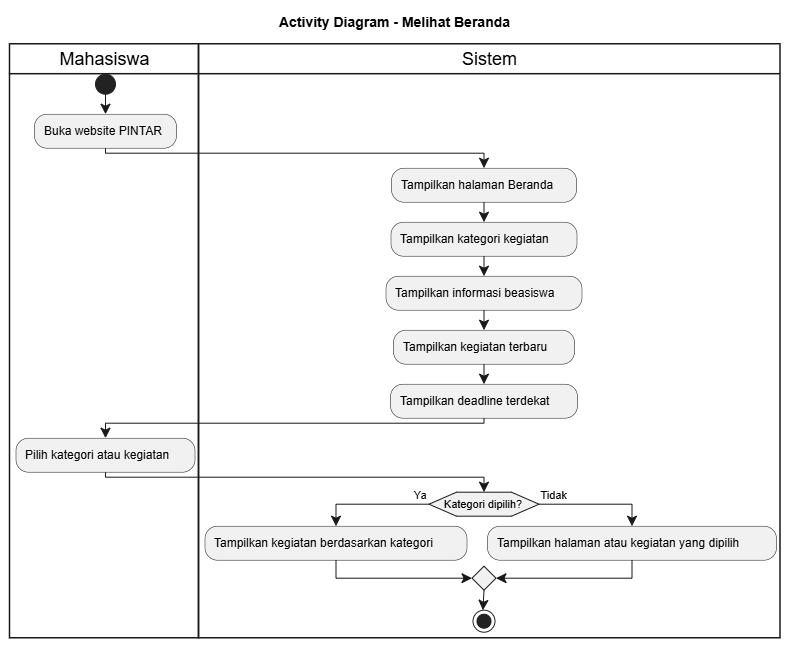 Activity Diagram - Melihat Beranda
Mahasiswa
Sistem
Buka website PINTAR
Tampilkan halaman Beranda
Tampilkan kategori kegiatan
Tampilkan informasi beasiswa
Tampilkan kegiatan terbaru
Tampilkan deadline terdekat
Pilih kategori atau kegiatan
Kategori dipilih?
Ya
Tidak
Tampilkan kegiatan berdasarkan kategori
Tampilkan halaman atau kegiatan yang dipilih